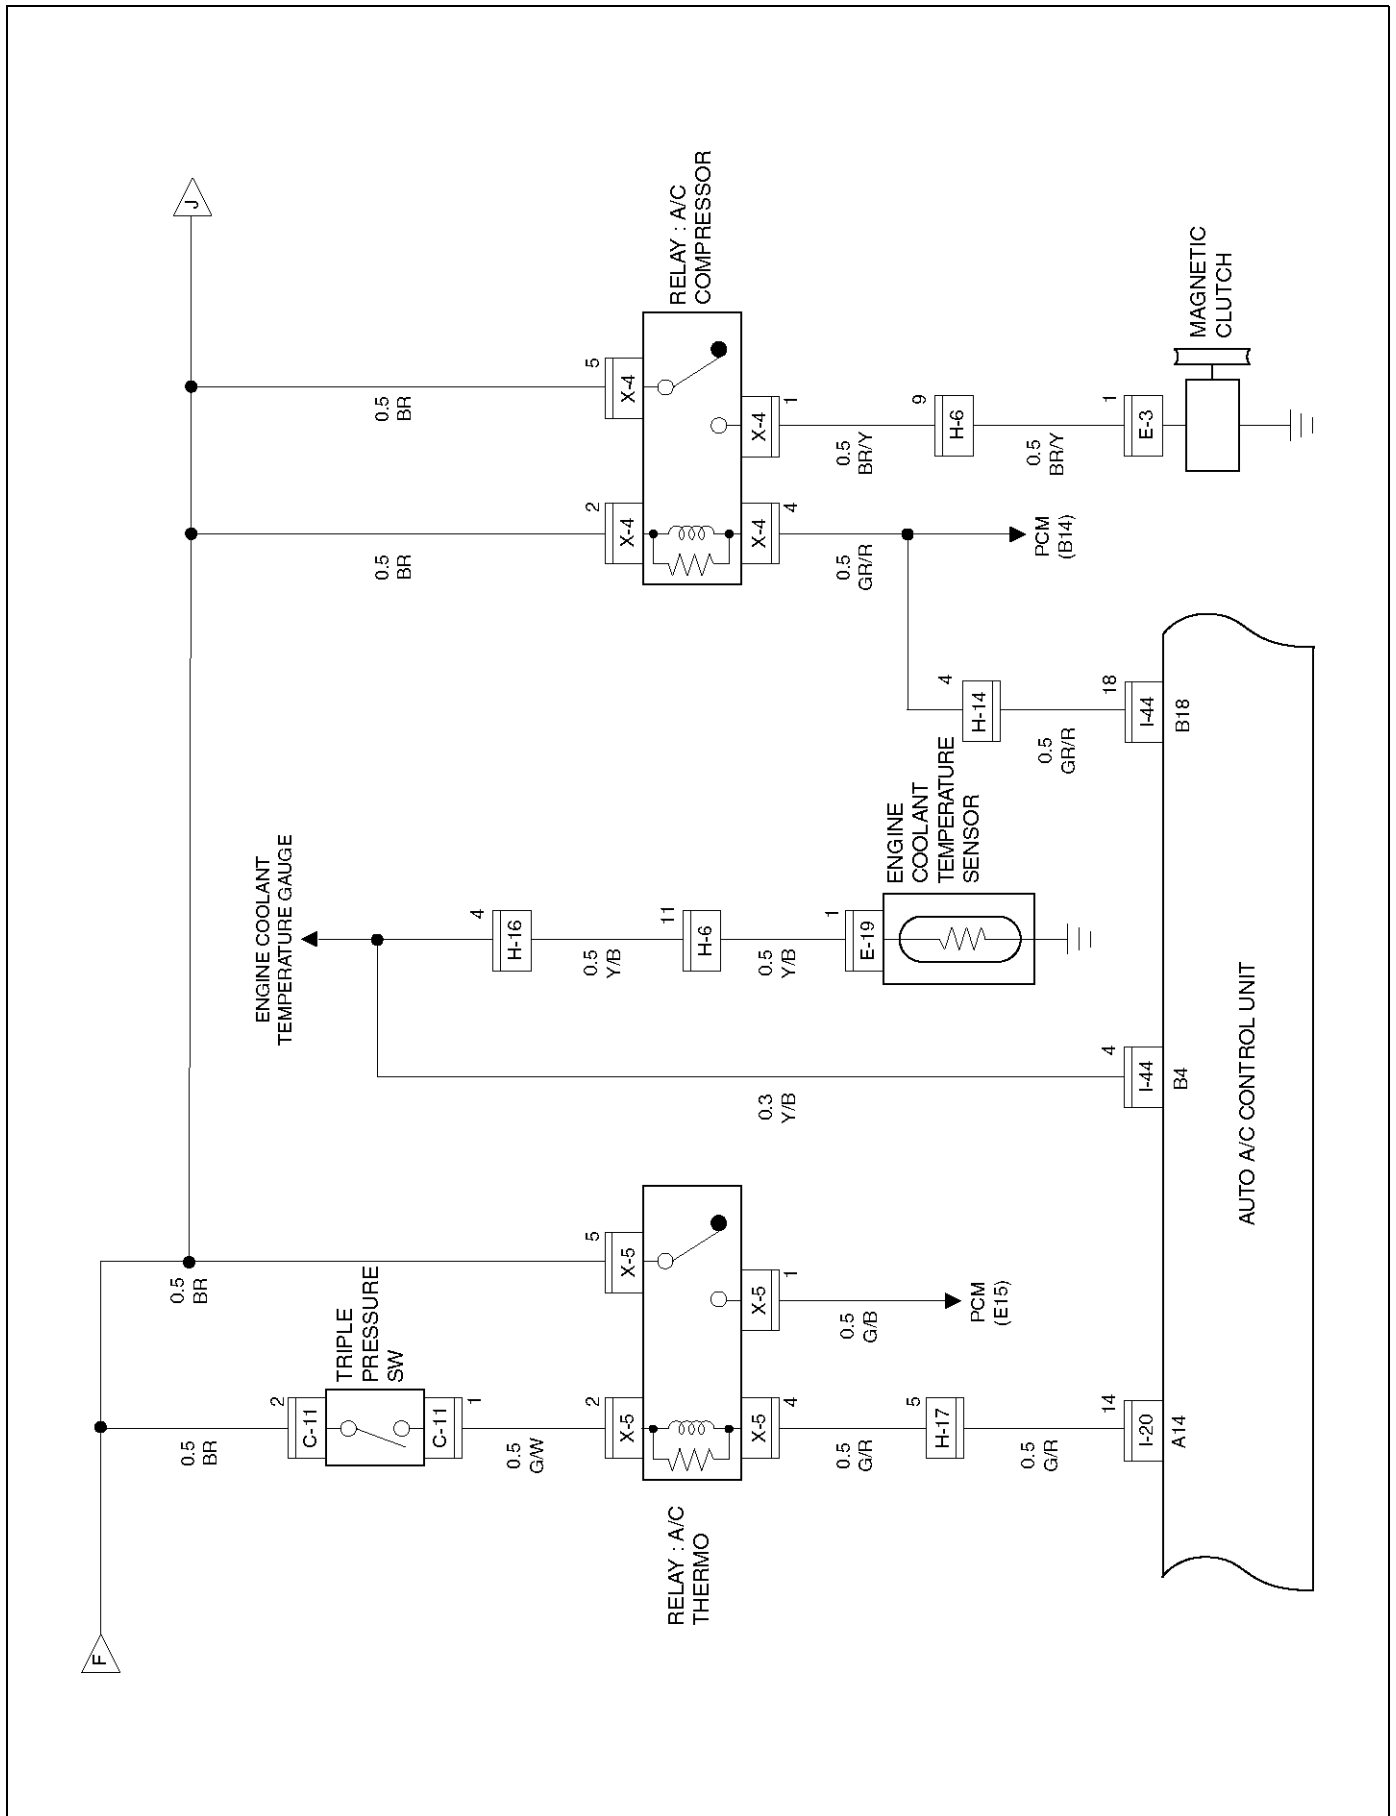 F
0.5
BR
2
C-11
TRIPLE
PRESSURE
SW
C-11
1
0.5
G/W
2
X-5
RELAY : A/C
THERMO
X-5
4
0.5
G/R
5
H-17
0.5
G/R
14
I-20
A14
0.5
BR
5
X-5
X-5
1
0.5
G/B
PCM
(E15)
ENGINE COOLANT
TEMPERATURE GAUGE
0.3
Y/B
4
I-44
B4
4
H-16
0.5
Y/B
11
H-6
0.5
Y/B
1
E-19
ENGINE
COOLANT
TEMPERATURE
SENSOR
J
0.5
BR
2
X-4
X-4
4
0.5
GR/R
PCM
(B14)
4
H-14
0.5
GR/R
18
I-44
B18
0.5
BR
5
X-4
RELAY : A/C
COMPRESSOR
X-4
1
0.5
BR/Y
9
H-6
0.5
BR/Y
1
E-3
MAGNETIC
CLUTCH
AUTO A/C CONTROL UNIT